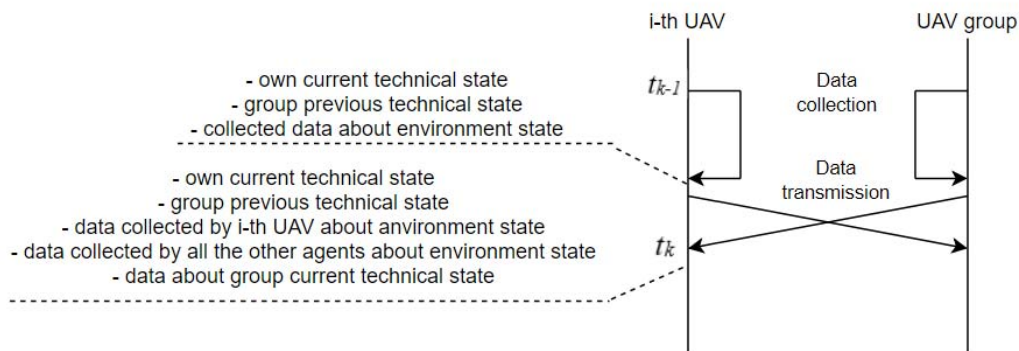 i-th UAV
UAV group
- own current technical state
- group previous technical state
- collected data about environment state
t_{k-1}
Data
collection
- own current technical state
- group previous technical state
- data collected by i-th UAV about anvironment state
- data collected by all the other agents about environment state
- data about group current technical state
Data
transmission
t_k